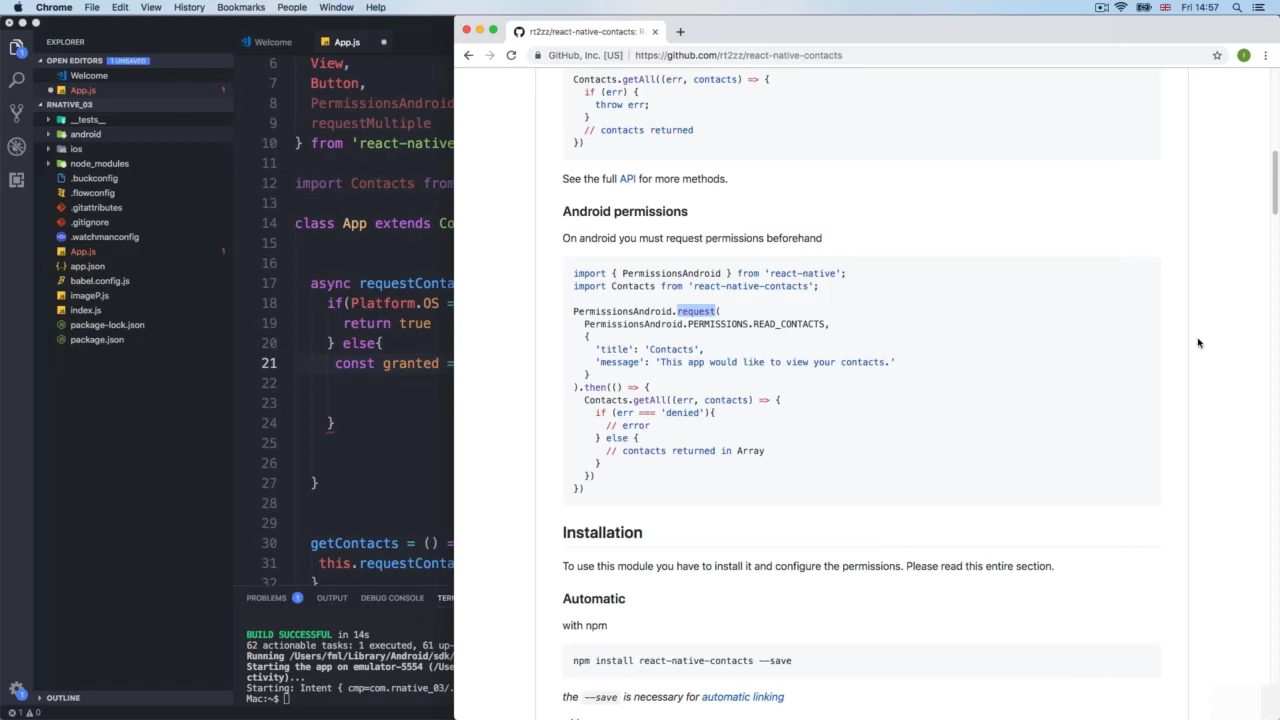 Chrome File Edit View History Bookmarks People Window Help Fri 14:57
EXPLORER
OPEN EDITORS 1 UNSAVED
Welcome
App.js 1
RNATIVE_03
__tests__
android
ios
node_modules
.buckconfig
.flowconfig
.gitattributes
.gitignore
.watchmanconfig
App.js 1
app.json
babel.config.js
imageP.js
index.js
package-lock.json
package.json
OUTLINE
1 0
Welcome App.js
6 View,
7 Button,
8 PermissionsAndroid
9 requestMultiple
10 } from 'react-native
11
12 import Contacts from
13
14 class App extends Co
15
16
17 async requestConta
18 if(Platform.OS =
19 return true
20 } else{
21 const granted =
22
23
24 }
25
26
27 }
28
29
30 getContacts = () =
31 this.requestConta
32 }
PROBLEMS 1 OUTPUT DEBUG CONSOLE TER
BUILD SUCCESSFUL in 14s
62 actionable tasks: 1 executed, 61 up-
Running /Users/fml/Library/Android/sdk/
Starting the app on emulator-5554 (/Use
ctivity)...
Starting: Intent { cmp=com.rnative_03/.
Mac:~$
rt2zz/react-native-contacts: R
GitHub, Inc. [US] https://github.com/rt2zz/react-native-contacts
Contacts.getAll((err, contacts) => {
if (err) {
throw err;
}
// contacts returned
})
See the full API for more methods.
Android permissions
On android you must request permissions beforehand
import { PermissionsAndroid } from 'react-native';
import Contacts from 'react-native-contacts';
PermissionsAndroid.request(
PermissionsAndroid.PERMISSIONS.READ_CONTACTS,
{
'title': 'Contacts',
'message': 'This app would like to view your contacts.'
}
).then(() => {
Contacts.getAll((err, contacts) => {
if (err === 'denied'){
// error
} else {
// contacts returned in Array
}
})
})
Installation
To use this module you have to install it and configure the permissions. Please read this entire section.
Automatic
with npm
npm install react-native-contacts --save
the --save is necessary for automatic linking